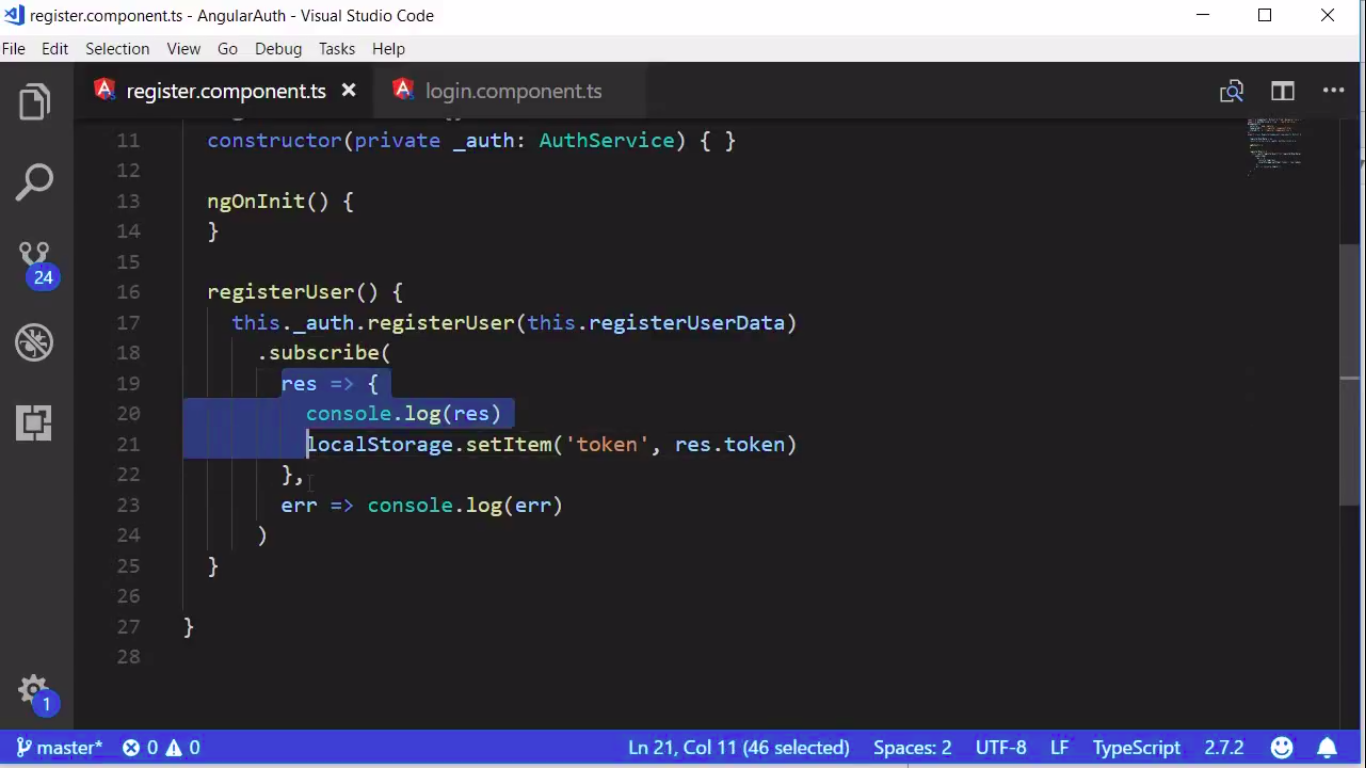 register.component.ts - AngularAuth - Visual Studio Code
File Edit Selection View Go Debug Tasks Help
register.component.ts login.component.ts
11 constructor(private _auth: AuthService) { }
12
13 ngOnInit() {
14 }
15
16 registerUser() {
17 this._auth.registerUser(this.registerUserData)
18 .subscribe(
19 res => {
20 console.log(res)
21 localStorage.setItem('token', res.token)
22 },
23 err => console.log(err)
24 )
25 }
26
27 }
28
24
1
master* 0 0 Ln 21, Col 11 (46 selected) Spaces: 2 UTF-8 LF TypeScript 2.7.2